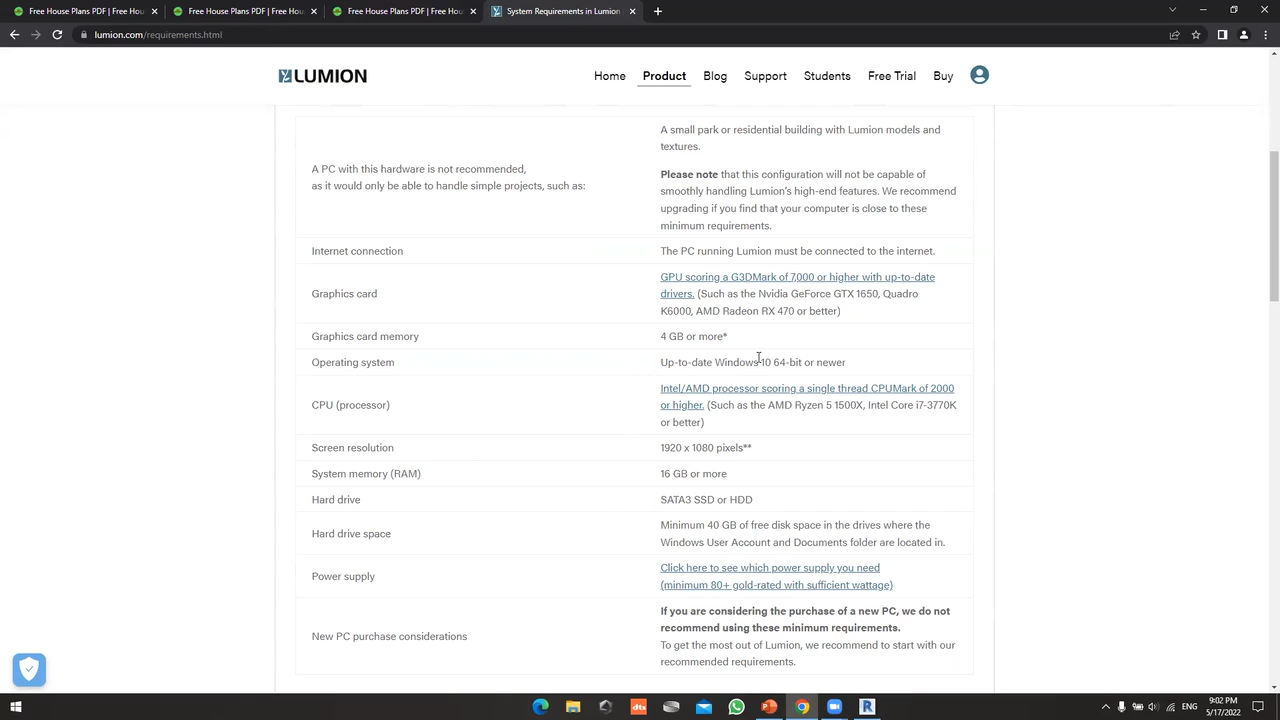 Free House Plans PDF | Free Hou
Free House Plans PDF | Free Hou
Free House Plans PDF | Free Hou
System Requirements in Lumion
lumion.com/requirements.html
LUMION
Home Product Blog Support Students Free Trial Buy
A small park or residential building with Lumion models and
textures.
A PC with this hardware is not recommended,
as it would only be able to handle simple projects, such as:
Please note that this configuration will not be capable of
smoothly handling Lumion's high-end features. We recommend
upgrading if you find that your computer is close to these
minimum requirements.
Internet connection
The PC running Lumion must be connected to the internet.
Graphics card
GPU scoring a G3DMark of 7,000 or higher with up-to-date
drivers. (Such as the Nvidia GeForce GTX 1650, Quadro
K6000, AMD Radeon RX 470 or better)
Graphics card memory
4 GB or more*
Operating system
Up-to-date Windows 10 64-bit or newer
CPU (processor)
Intel/AMD processor scoring a single thread CPUMark of 2000
or higher. (Such as the AMD Ryzen 5 1500X, Intel Core i7-3770K
or better)
Screen resolution
1920 x 1080 pixels**
System memory (RAM)
16 GB or more
Hard drive
SATA3 SSD or HDD
Hard drive space
Minimum 40 GB of free disk space in the drives where the
Windows User Account and Documents folder are located in.
Power supply
Click here to see which power supply you need
(minimum 80+ gold-rated with sufficient wattage)
New PC purchase considerations
If you are considering the purchase of a new PC, we do not
recommend using these minimum requirements.
To get the most out of Lumion, we recommend to start with our
recommended requirements.
dts
ENG
9:02 PM
5/17/2022